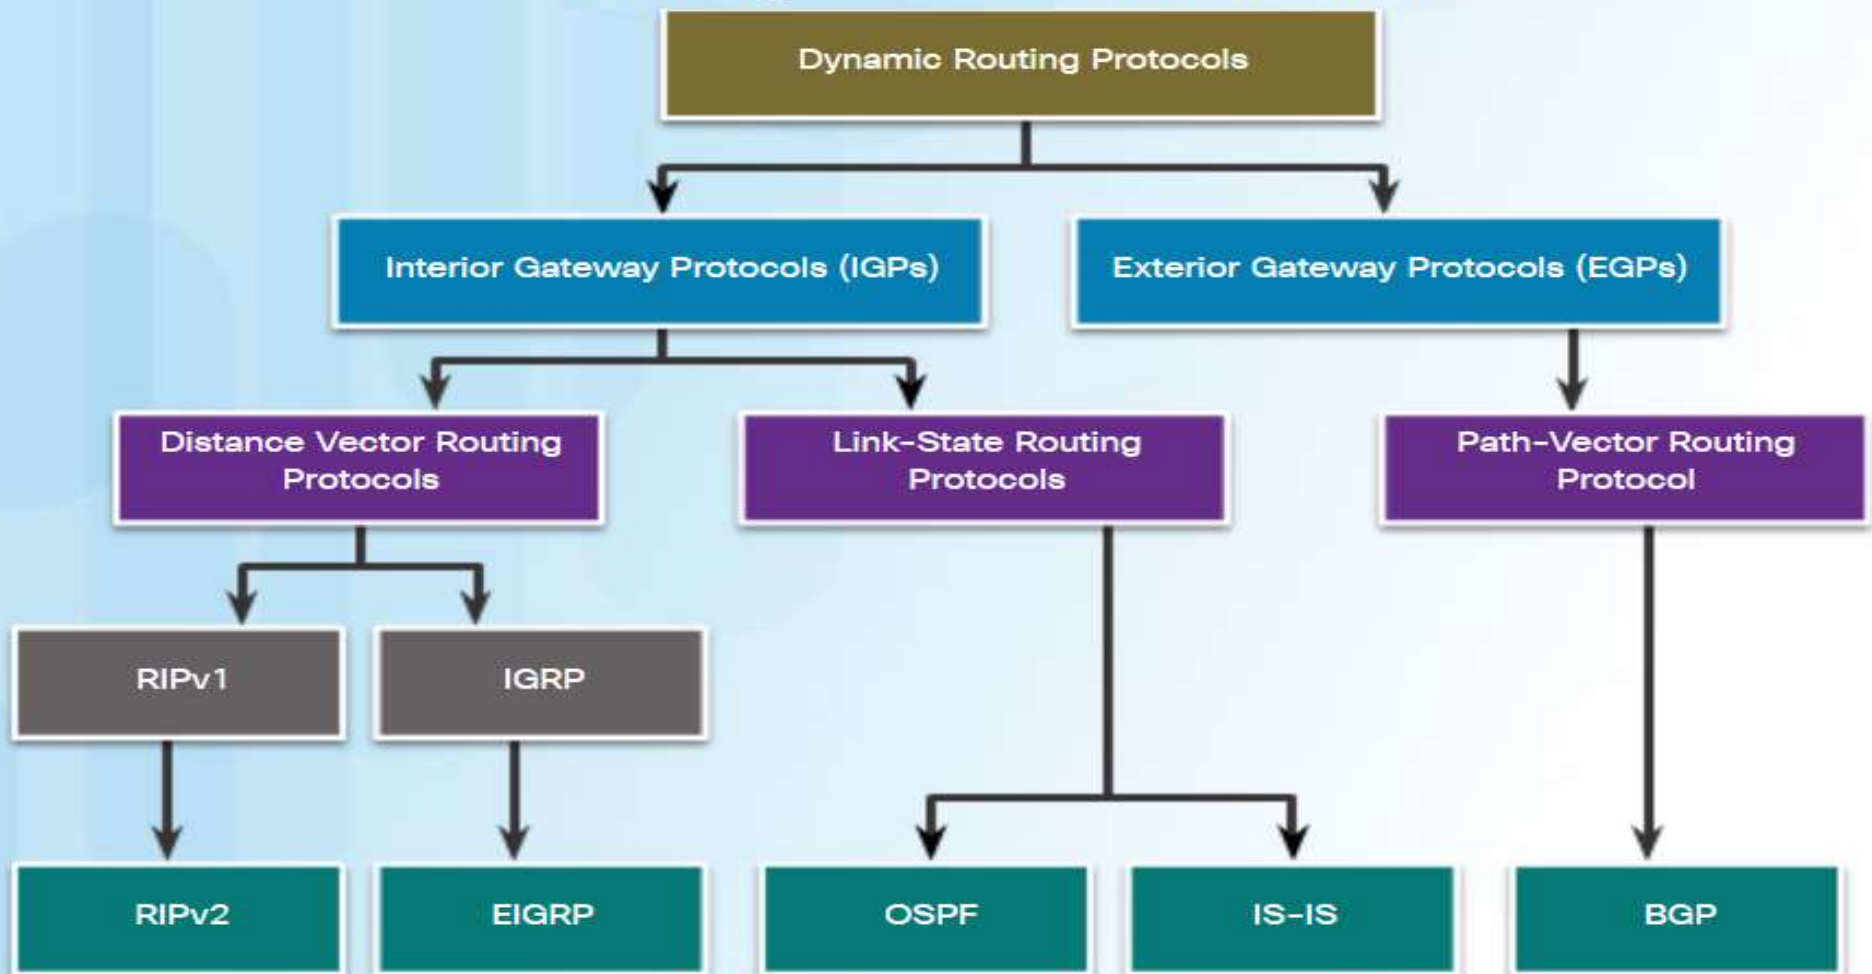 Dynamic Routing Protocols
Interior Gateway Protocols (IGPs)
Exterior Gateway Protocols (EGPs)
Distance Vector Routing
Protocols
Link-State Routing
Protocols
Path-Vector Routing
Protocol
RIPv1
IGRP
RIPv2
EIGRP
OSPF
IS-IS
BGP